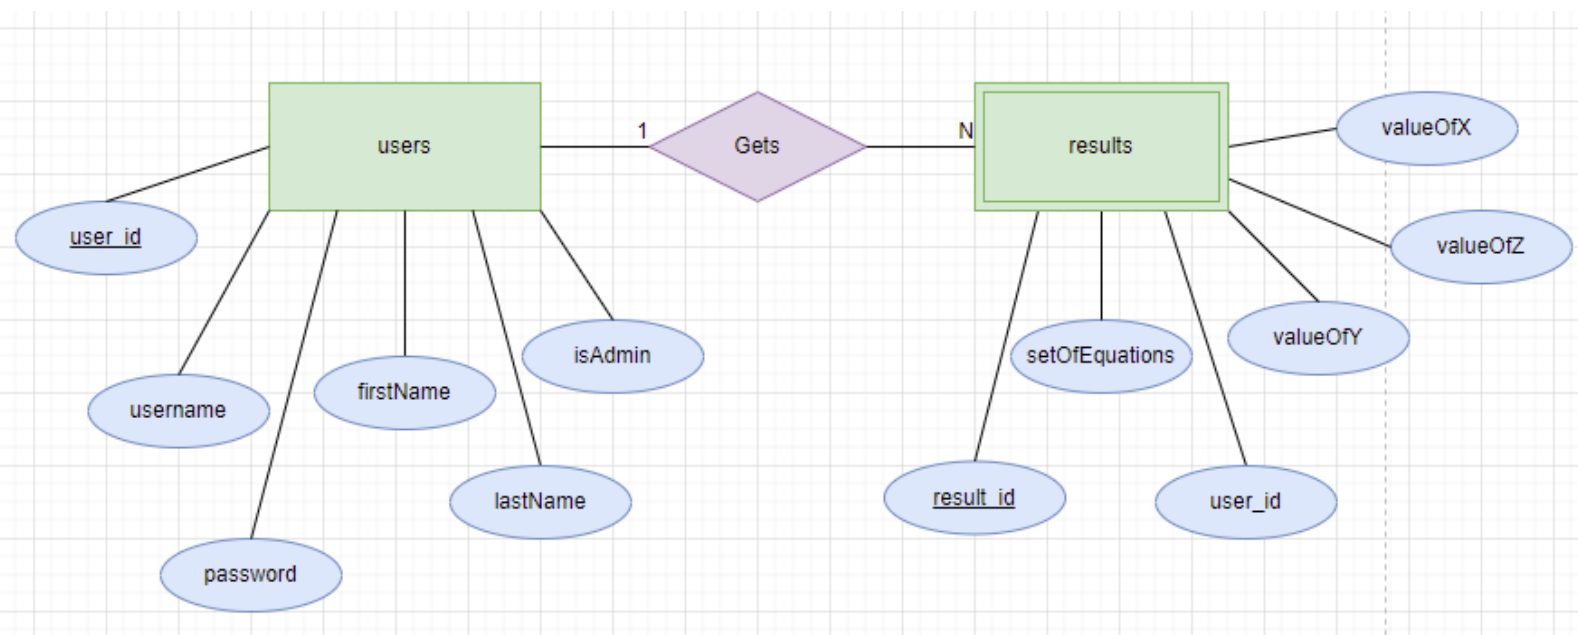 users
1
Gets
N
results
valueOfX
user_id
valueOfZ
valueOfY
isAdmin
setOfEquations
firstName
username
result_id
lastName
user_id
password